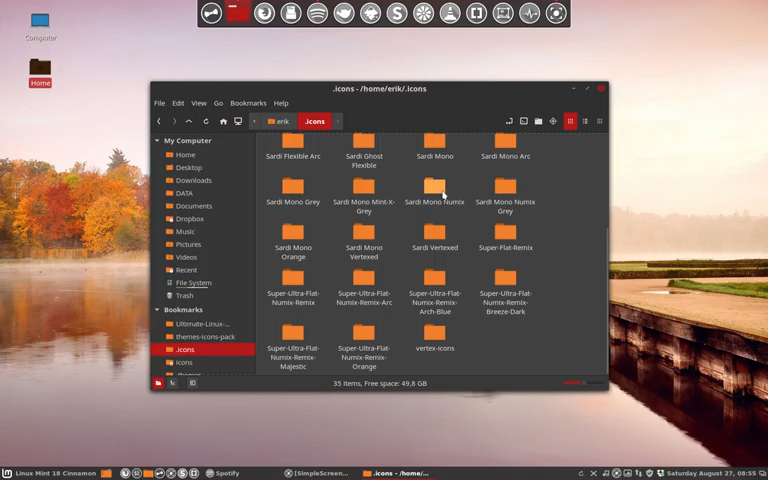 Computer
Home
.icons - /home/erik/.icons
File Edit View Go Bookmarks Help
erik .icons
My Computer
Home
Desktop
Downloads
DATA
Documents
Dropbox
Music
Pictures
Videos
Recent
File System
Trash
Bookmarks
Ultimate-Linux-...
themes-icons-pack
.icons
icons
Sardi Flexible Arc
Sardi Ghost
Flexible
Sardi Mono
Sardi Mono Arc
Sardi Mono Grey
Sardi Mono Mint-X-
Grey
Sardi Mono Numix
Sardi Mono Numix
Grey
Sardi Mono
Orange
Sardi Mono
Vertexed
Sardi Vertexed
Super-Flat-Remix
Super-Ultra-Flat-
Numix-Remix
Super-Ultra-Flat-
Numix-Remix-Arc
Super-Ultra-Flat-
Numix-Remix-
Arch-Blue
Super-Ultra-Flat-
Numix-Remix-
Breeze-Dark
Super-Ultra-Flat-
Numix-Remix-
Majestic
Super-Ultra-Flat-
Numix-Remix-
Orange
vertex-icons
35 items, Free space: 49,8 GB
Linux Mint 18 Cinnamon
Spotify
[SimpleScreen...
.icons - /home/...
Saturday August 27, 08:55